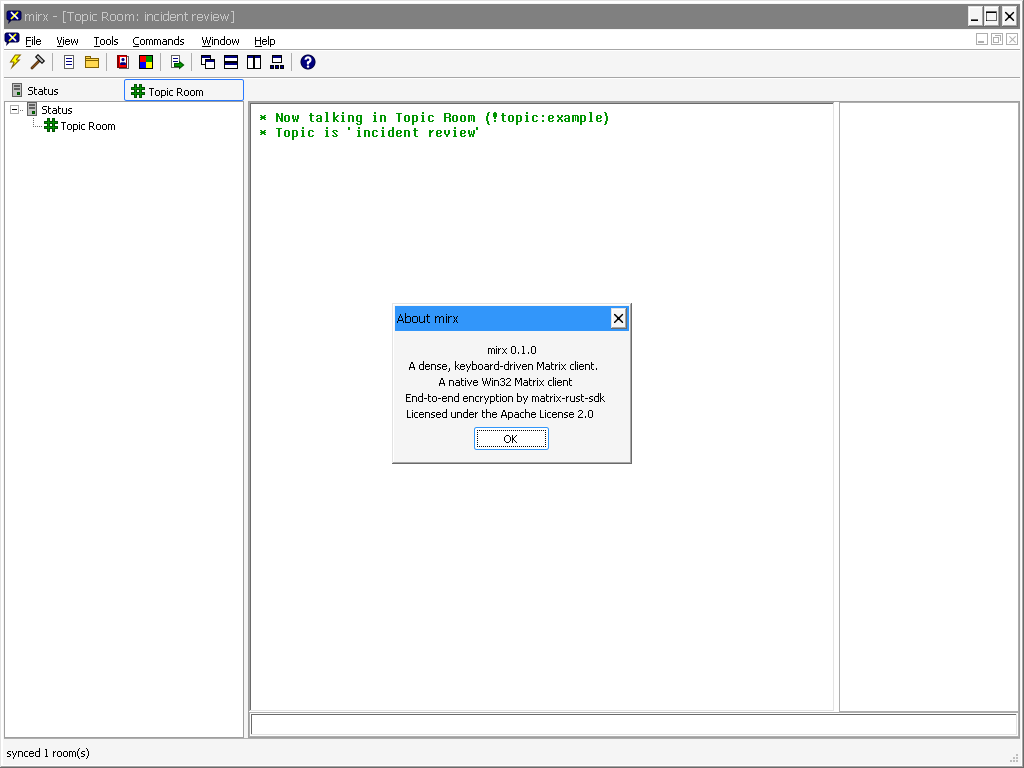 mirx - [Topic Room: incident review]
File View Tools Commands Window Help
Status
Topic Room
Status
Topic Room
* Now talking in Topic Room (!topic:example)
* Topic is 'incident review'
About mirx
mirx 0.1.0
A dense, keyboard-driven Matrix client.
A native Win32 Matrix client
End-to-end encryption by matrix-rust-sdk
Licensed under the Apache License 2.0
OK
synced 1 room(s)